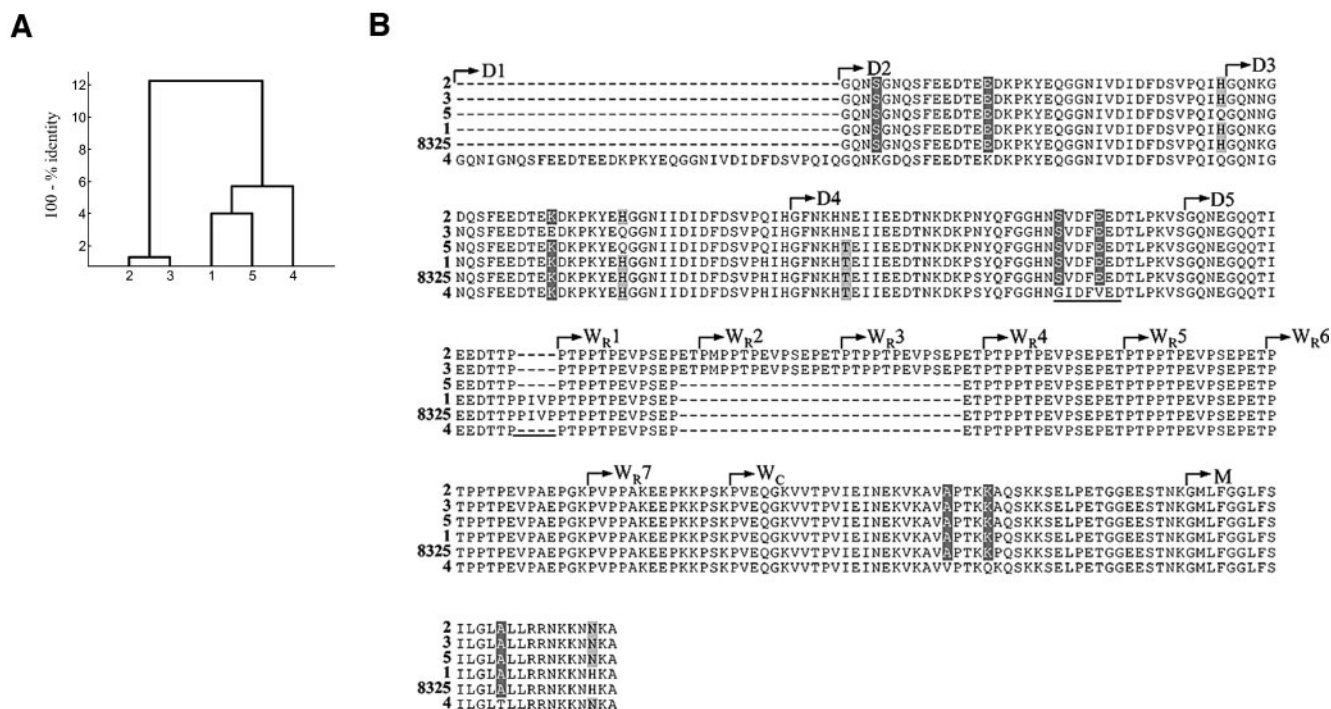 A
100 - % identity
12
10
8
6
4
2
2 3 1 5 4
B
D1 D2 D3
2 --------------------------------------GQNSGNQSFEEDTEEDKPKYEQGGNIVDIDFDSVPQIHGQNKG
3 --------------------------------------GQNSGNQSFEEDTEEDKPKYEQGGNIVDIDFDSVPQIHGQNNG
5 --------------------------------------GQNSGNQSFEEDTEEDKPKYEQGGNIVDIDFDSVPQIQGQNNG
1 --------------------------------------GQNSGNQSFEEDTEEDKPKYEQGGNIVDIDFDSVPQIHGQNKG
8325 --------------------------------------GQNSGNQSFEEDTEEDKPKYEQGGNIVDIDFDSVPQIHGQNKG
4 GQNIGNQSFEEDTEEDKPKYEQGGNIVDIDFDSVPQIQGQNKGDQSFEEDTEKDKPKYEQGGNIVDIDFDSVPQIQGQNIG
D4 D5
2 DQSFEEDTEKDKPKYEHGGNIIDIDFDSVPQIHGFNKHNEIIEEDTNKDKPNYQFGGHNSVDFEEDTLPKVSGQNEGQQTI
3 NQSFEEDTEEDKPKYEQGGNIIDIDFDSVPQIHGFNKHNEIIEEDTNKDKPNYQFGGHNSVDFEEDTLPKVSGQNEGQQTI
5 NQSFEEDTEKDKPKYEQGGNIIDIDFDSVPQIHGFNKHTEIIEEDTNKDKPNYQFGGHNSVDFEEDTLPKVSGQNEGQQTI
1 NQSFEEDTEKDKPKYEHGGNIIDIDFDSVPHIHGFNKHTEIIEEDTNKDKPSYQFGGHNSVDFEEDTLPKVSGQNEGQQTI
8325 NQSFEEDTEKDKPKYEHGGNIIDIDFDSVPHIHGFNKHTEIIEEDTNKDKPSYQFGGHNSVDFEEDTLPKVSGQNEGQQTI
4 NQSFEEDTEKDKPKYEHGGNIIDIDFDSVPHIHGFNKHTEIIEEDTNKDKPSYQFGGHNGIDFVEDTLPKVSGQNEGQQTI
WR1 WR2 WR3 WR4 WR5 WR6
2 EEDTTP----PTPPTPEVPSEPETPMPPTPEVPSEPETPTPPTPEVPSEPETPTPPTPEVPSEPETPTPPTPEVPSEPETP
3 EEDTTP----PTPPTPEVPSEPETPMPPTPEVPSEPETPTPPTPEVPSEPETPTPPTPEVPSEPETPTPPTPEVPSEPETP
5 EEDTTP----PTPPTPEVPSEP----------------------------ETPTPPTPEVPSEPETPTPPTPEVPSEPETP
1 EEDTTPPIVPPTPPTPEVPSEP----------------------------ETPTPPTPEVPSEPETPTPPTPEVPSEPETP
8325 EEDTTPPIVPPTPPTPEVPSEP----------------------------ETPTPPTPEVPSEPETPTPPTPEVPSEPETP
4 EEDTTP----PTPPTPEVPSEP----------------------------ETPTPPTPEVPSEPETPTPPTPEVPSEPETP
WR7 WC M
2 TPPTPEVPAEPGKPVPPAKEEPKKPSKPVEQGKVVTPVIEINEKVKAVAPTKKAQSKKSELPETGGEESTNKGMLFGGLFS
3 TPPTPEVPAEPGKPVPPAKEEPKKPSKPVEQGKVVTPVIEINEKVKAVAPTKKAQSKKSELPETGGEESTNKGMLFGGLFS
5 TPPTPEVPAEPGKPVPPAKEEPKKPSKPVEQGKVVTPVIEINEKVKAVAPTKKAQSKKSELPETGGEESTNKGMLFGGLFS
1 TPPTPEVPAEPGKPVPPAKEEPKKPSKPVEQGKVVTPVIEINEKVKAVAPTKKPQSKKSELPETGGEESTNKGMLFGGLFS
8325 TPPTPEVPAEPGKPVPPAKEEPKKPSKPVEQGKVVTPVIEINEKVKAVAPTKKPQSKKSELPETGGEESTNKGMLFGGLFS
4 TPPTPEVPAEPGKPVPPAKEEPKKPSKPVEQGKVVTPVIEINEKVKAVVPTKQKQSKKSELPETGGEESTNKGMLFGGLFS
2 ILGLALLRRNKKNNKA
3 ILGLALLRRNKKNNKA
5 ILGLALLRRNKKNNKA
1 ILGLALLRRNKKNHKA
8325 ILGLALLRRNKKNHKA
4 ILGLTLLRRNKKNNKA